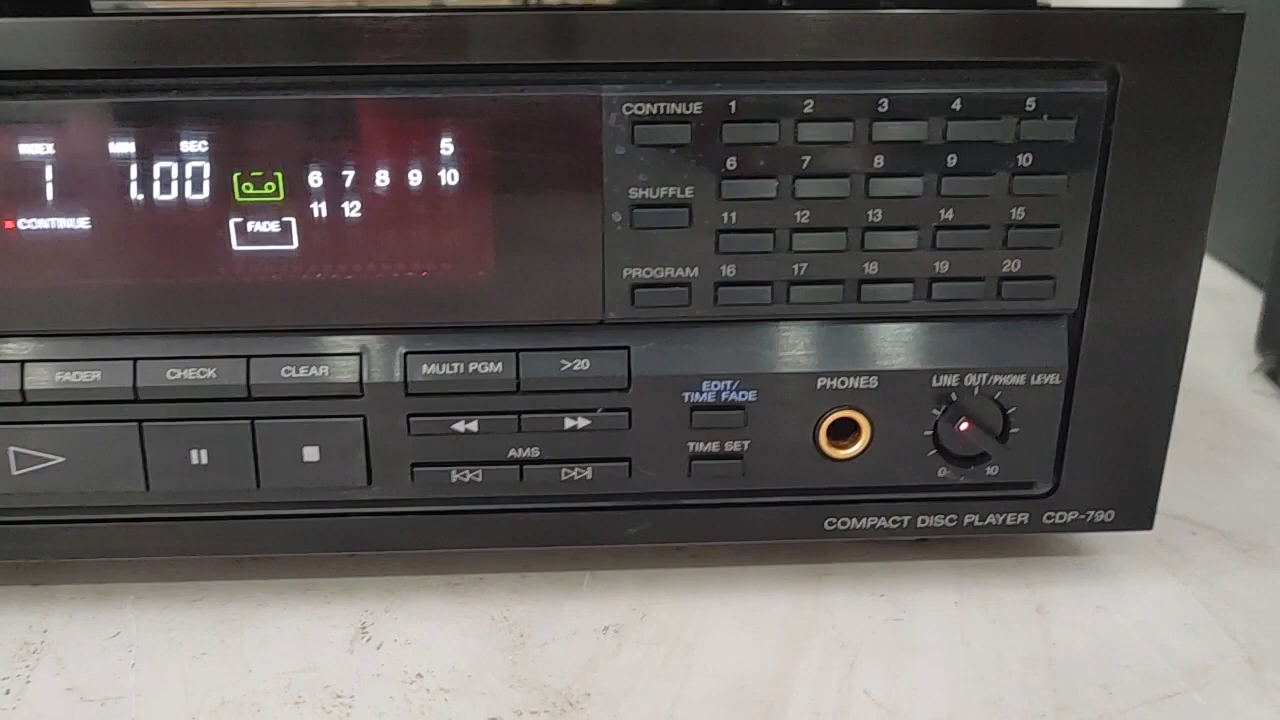 INDEX MIN SEC
1 1.00
5
6 7 8 9 10
11 12
CONTINUE
FADE
CONTINUE 1 2 3 4 5
6 7 8 9 10
SHUFFLE
11 12 13 14 15
PROGRAM 16 17 18 19 20
FADER CHECK CLEAR
MULTI PGM >20
AMS
EDIT/
TIME FADE
TIME SET
PHONES
LINE OUT/PHONE LEVEL
0 10
COMPACT DISC PLAYER CDP-790